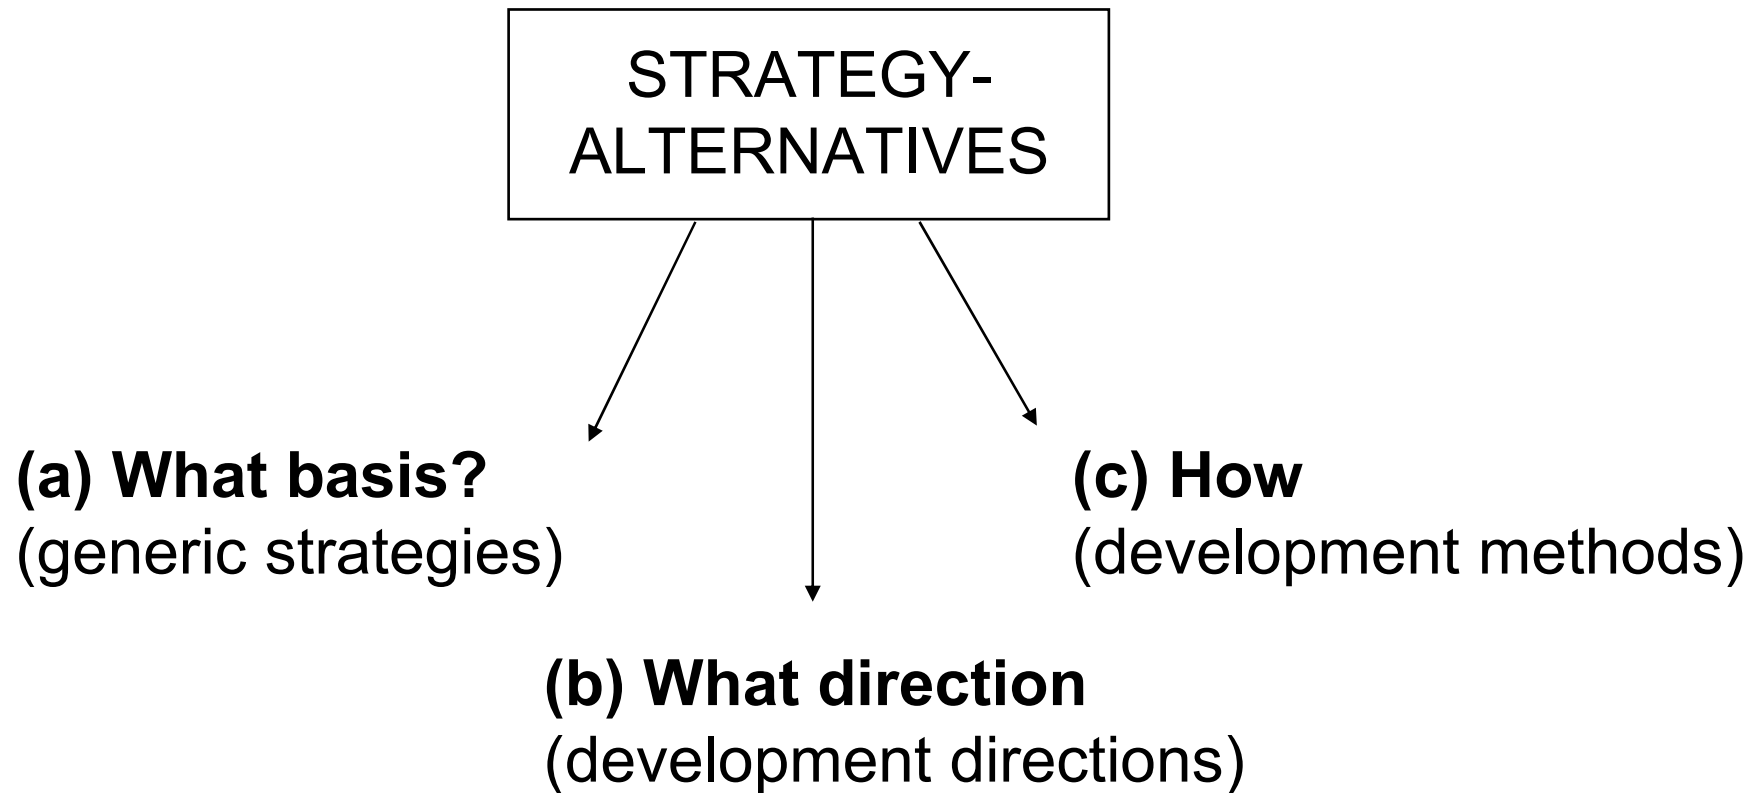 STRATEGY-
ALTERNATIVES
(a) What basis?
(generic strategies)
(b) What direction
(development directions)
(c) How
(development methods)